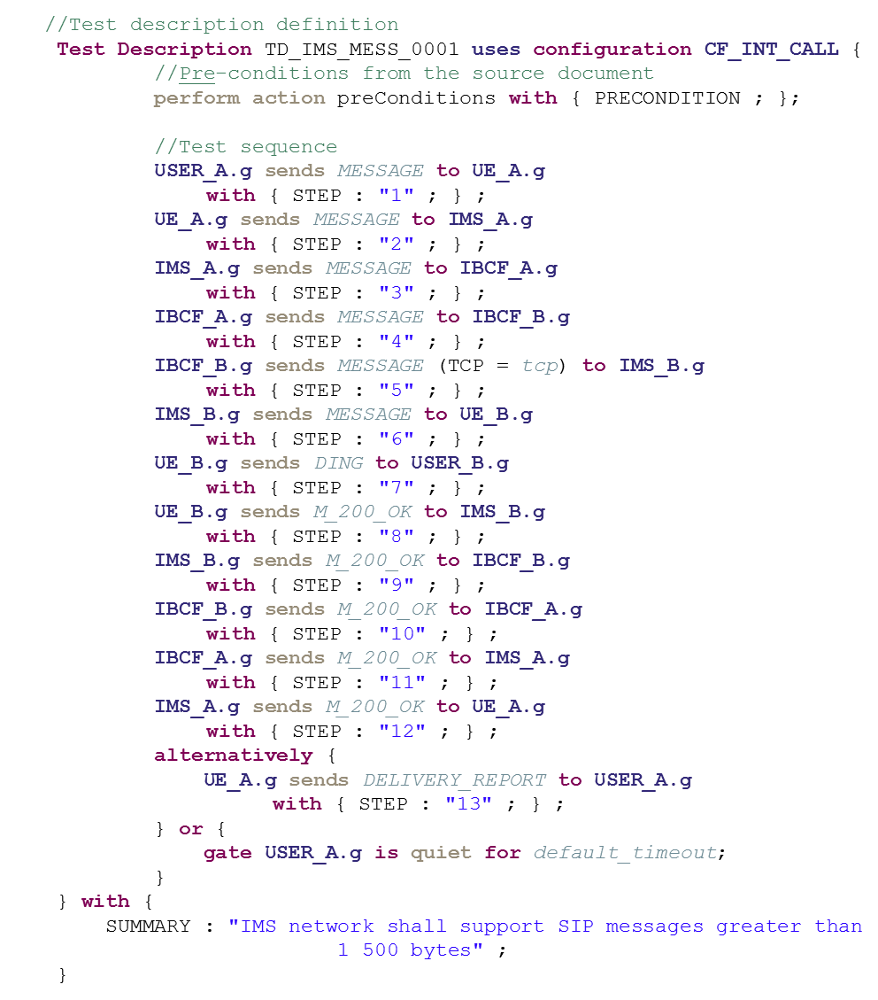 //Test description definition
Test Description TD_IMS_MESS_0001 uses configuration CF_INT_CALL {
//Pre-conditions from the source document
perform action preConditions with { PRECONDITION ; };
//Test sequence
USER_A.g sends MESSAGE to UE_A.g
with { STEP : "1" ; } ;
UE_A.g sends MESSAGE to IMS_A.g
with { STEP : "2" ; } ;
IMS_A.g sends MESSAGE to IBCF_A.g
with { STEP : "3" ; } ;
IBCF_A.g sends MESSAGE to IBCF_B.g
with { STEP : "4" ; } ;
IBCF_B.g sends MESSAGE (TCP = tcp) to IMS_B.g
with { STEP : "5" ; } ;
IMS_B.g sends MESSAGE to UE_B.g
with { STEP : "6" ; } ;
UE_B.g sends DING to USER_B.g
with { STEP : "7" ; } ;
UE_B.g sends M_200_OK to IMS_B.g
with { STEP : "8" ; } ;
IMS_B.g sends M_200_OK to IBCF_B.g
with { STEP : "9" ; } ;
IBCF_B.g sends M_200_OK to IBCF_A.g
with { STEP : "10" ; } ;
IBCF_A.g sends M_200_OK to IMS_A.g
with { STEP : "11" ; } ;
IMS_A.g sends M_200_OK to UE_A.g
with { STEP : "12" ; } ;
alternatively {
UE_A.g sends DELIVERY_REPORT to USER_A.g
with { STEP : "13" ; } ;
} or {
gate USER_A.g is quiet for default_timeout;
}
} with {
SUMMARY : "IMS network shall support SIP messages greater than
1 500 bytes" ;
}